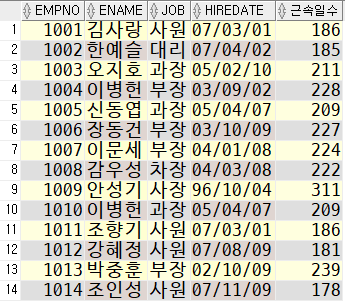 EMPNO ENAME JOB HIREDATE 근속일수
1 1001 김사랑 사원 07/03/01 186
2 1002 한예슬 대리 07/04/02 185
3 1003 오지호 과장 05/02/10 211
4 1004 이병헌 부장 03/09/02 228
5 1005 신동엽 과장 05/04/07 209
6 1006 장동건 부장 03/10/09 227
7 1007 이문세 부장 04/01/08 224
8 1008 감우성 차장 04/03/08 222
9 1009 안성기 사장 96/10/04 311
10 1010 이병헌 과장 05/04/07 209
11 1011 조향기 사원 07/03/01 186
12 1012 강혜정 사원 07/08/09 181
13 1013 박중훈 부장 02/10/09 239
14 1014 조인성 사원 07/11/09 178